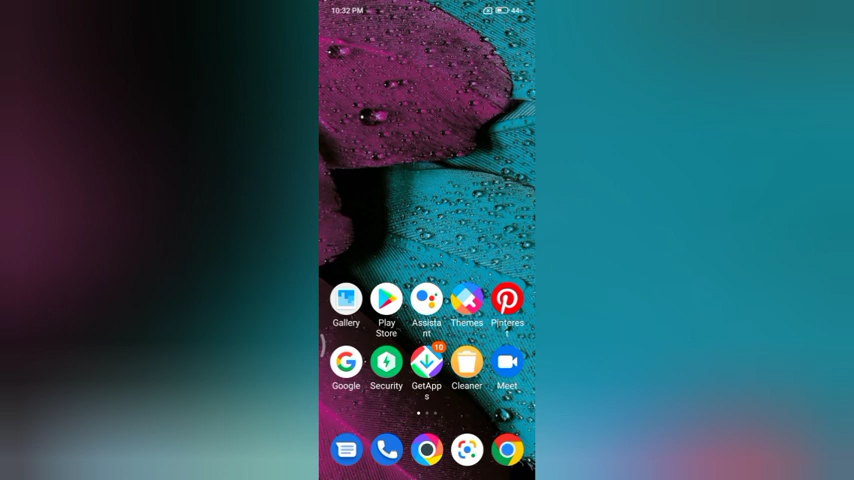 10:32 PM
44%
Gallery
Play
Store
Assista
nt
Themes
Pinteres
t
10
Google
Security
GetApp
s
Cleaner
Meet